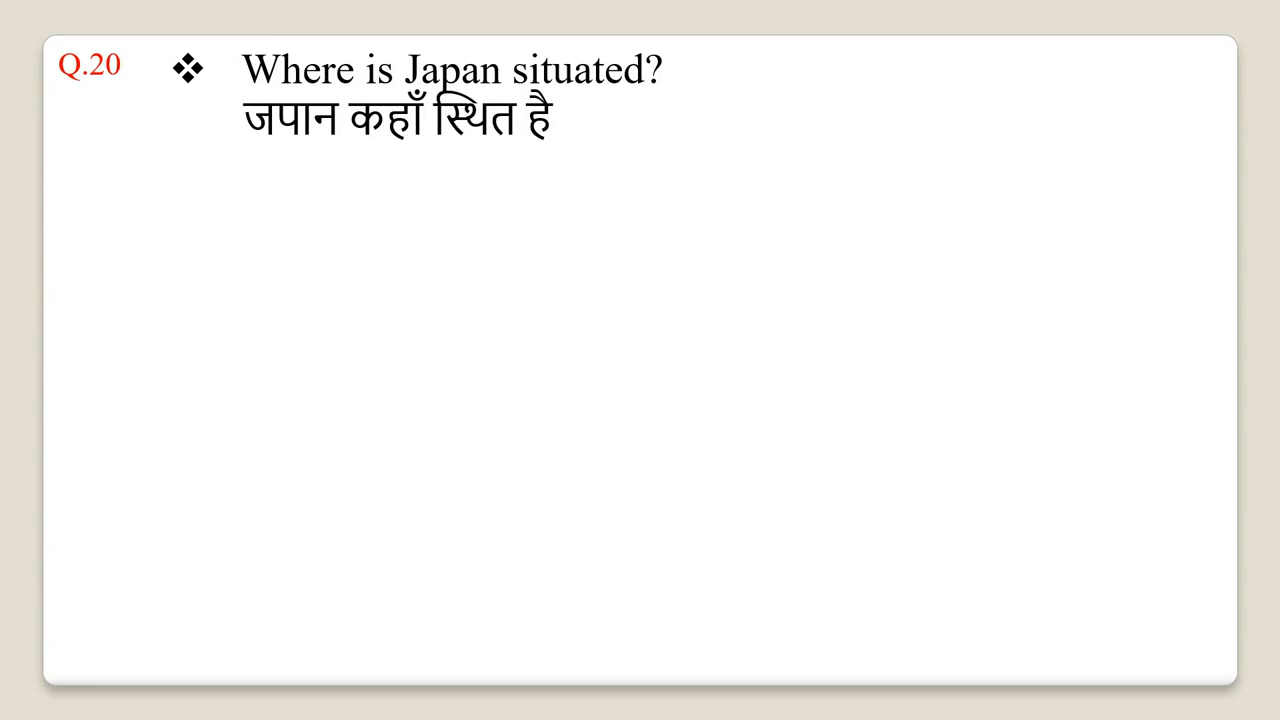 Q.20 ❖ Where is Japan situated?
जपान कहाँ स्थित है